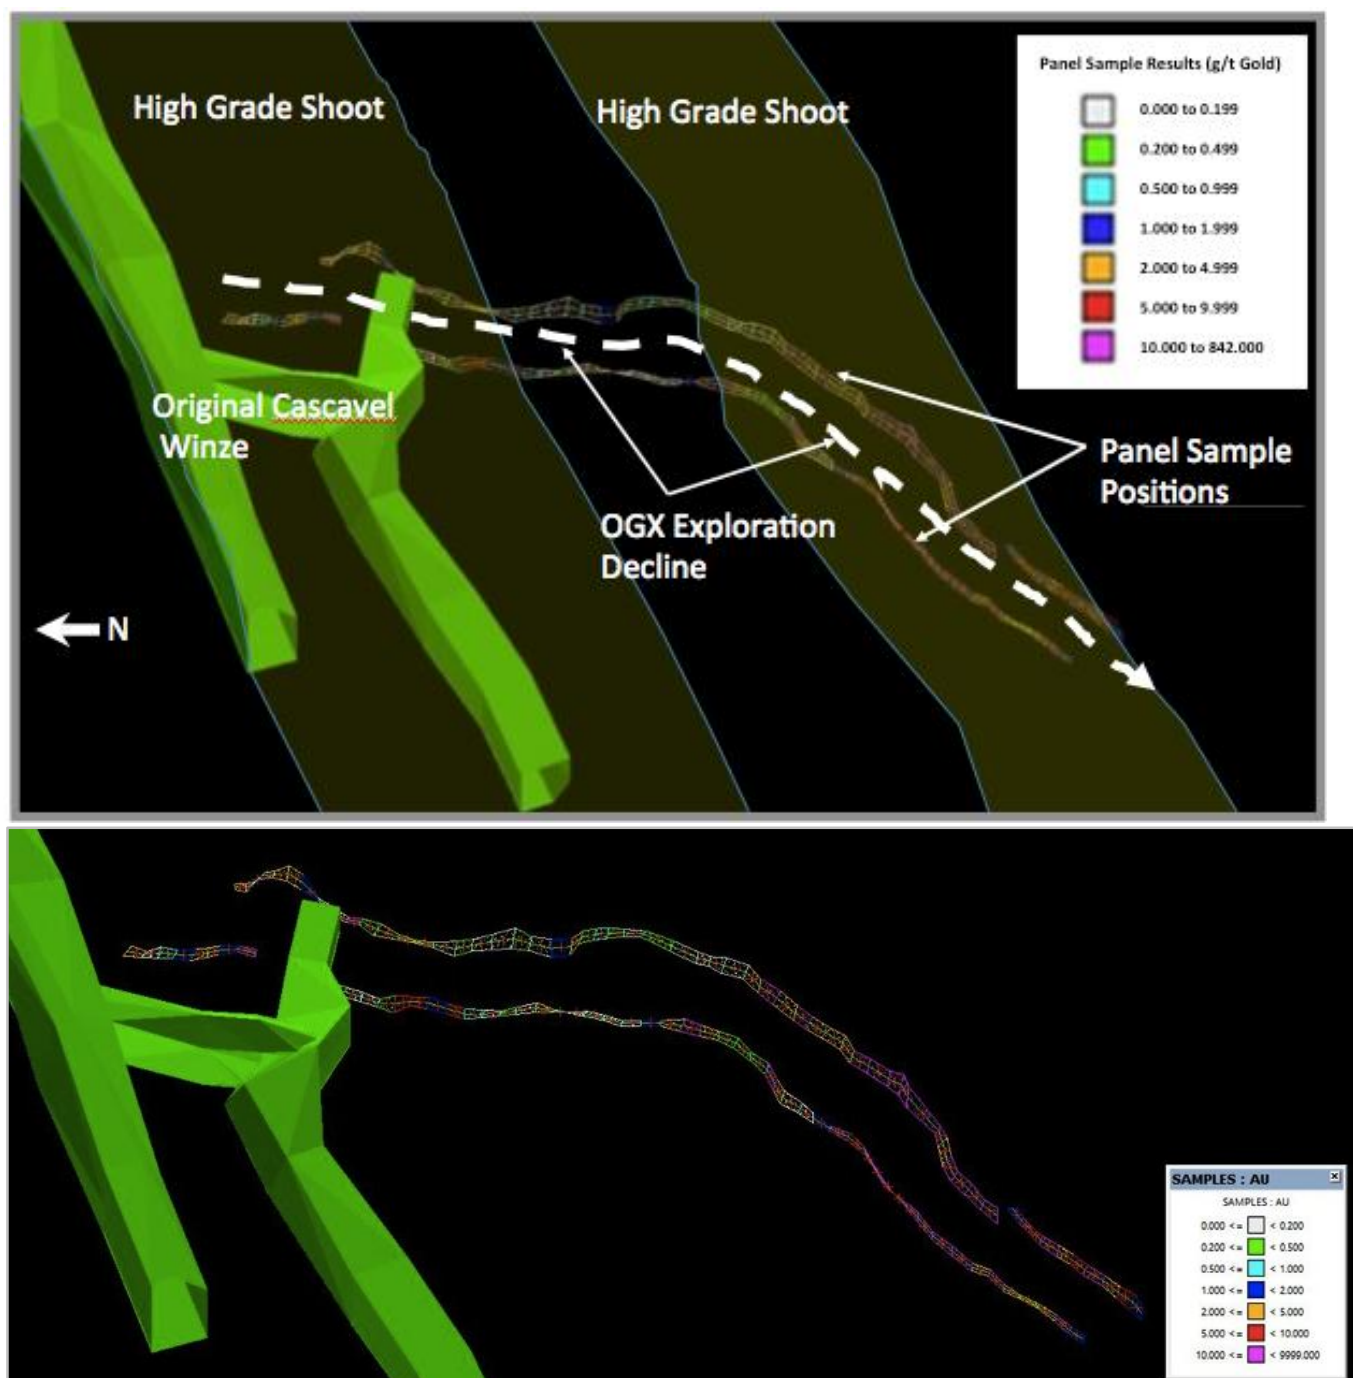 High Grade Shoot
High Grade Shoot
Panel Sample Results (g/t Gold)
0.000 to 0.199
0.200 to 0.499
0.500 to 0.999
1.000 to 1.999
2.000 to 4.999
5.000 to 9.999
10.000 to 842.000
Original Cascavel
Winze
Panel Sample
Positions
OGX Exploration
Decline
N
SAMPLES : AU
SAMPLES : AU
0.000 <= < 0.200
0.200 <= < 0.500
0.500 <= < 1.000
1.000 <= < 2.000
2.000 <= < 5.000
5.000 <= < 10.000
10.000 <= < 9999.000